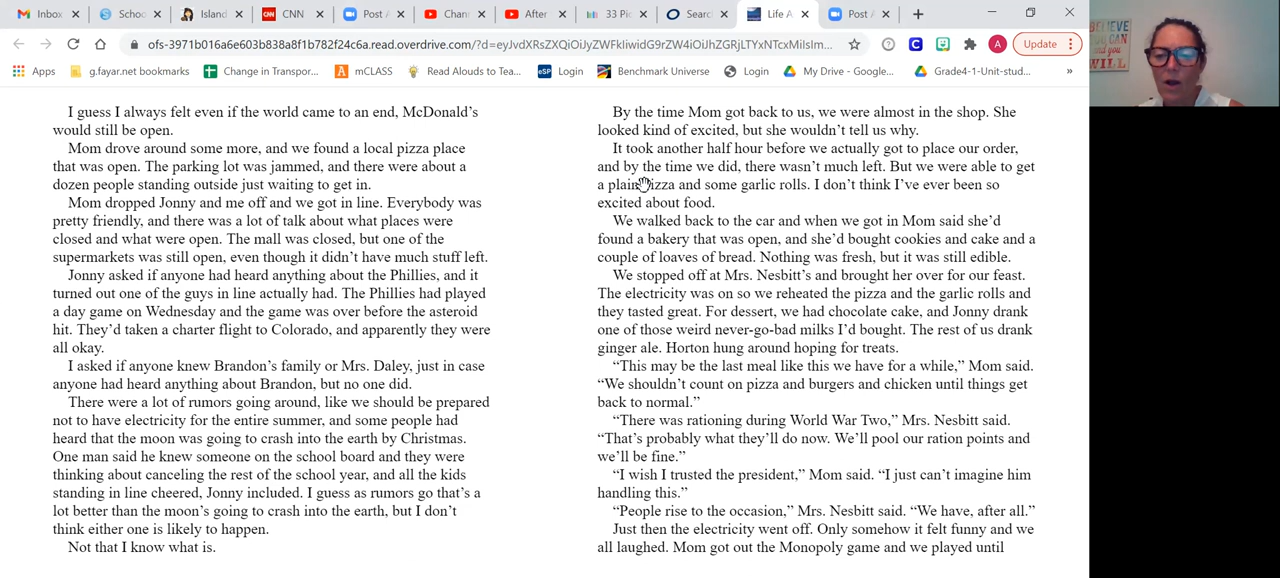 Inbox
Schoo
Island
CNN
CNN
Post A
Chann
After
33 Pic
Searc
Life A
Post A
ofs-3971b016a6e603b838a8f1b782f24c6a.read.overdrive.com/?d=eyJvdXRsZXQiOiJyZWFkIiwidG9rZW4iOiJhZGRjLTYxNTcxMiIsIm...
C
A
Update
Apps
g.fayar.net bookmarks
Change in Transpor...
mCLASS
Read Alouds to Tea...
eSP
Login
Benchmark Universe
Login
My Drive - Google...
Grade4-1-Unit-stud...
»
I guess I always felt even if the world came to an end, McDonald's
would still be open.
Mom drove around some more, and we found a local pizza place
that was open. The parking lot was jammed, and there were about a
dozen people standing outside just waiting to get in.
Mom dropped Jonny and me off and we got in line. Everybody was
pretty friendly, and there was a lot of talk about what places were
closed and what were open. The mall was closed, but one of the
supermarkets was still open, even though it didn't have much stuff left.
Jonny asked if anyone had heard anything about the Phillies, and it
turned out one of the guys in line actually had. The Phillies had played
a day game on Wednesday and the game was over before the asteroid
hit. They'd taken a charter flight to Colorado, and apparently they were
all okay.
I asked if anyone knew Brandon's family or Mrs. Daley, just in case
anyone had heard anything about Brandon, but no one did.
There were a lot of rumors going around, like we should be prepared
not to have electricity for the entire summer, and some people had
heard that the moon was going to crash into the earth by Christmas.
One man said he knew someone on the school board and they were
thinking about canceling the rest of the school year, and all the kids
standing in line cheered, Jonny included. I guess as rumors go that's a
lot better than the moon's going to crash into the earth, but I don't
think either one is likely to happen.
Not that I know what is.
By the time Mom got back to us, we were almost in the shop. She
looked kind of excited, but she wouldn't tell us why.
It took another half hour before we actually got to place our order,
and by the time we did, there wasn't much left. But we were able to get
a plain pizza and some garlic rolls. I don't think I've ever been so
excited about food.
We walked back to the car and when we got in Mom said she'd
found a bakery that was open, and she'd bought cookies and cake and a
couple of loaves of bread. Nothing was fresh, but it was still edible.
We stopped off at Mrs. Nesbitt's and brought her over for our feast.
The electricity was on so we reheated the pizza and the garlic rolls and
they tasted great. For dessert, we had chocolate cake, and Jonny drank
one of those weird never-go-bad milks I'd bought. The rest of us drank
ginger ale. Horton hung around hoping for treats.
“This may be the last meal like this we have for a while,” Mom said.
“We shouldn't count on pizza and burgers and chicken until things get
back to normal.”
“There was rationing during World War Two,” Mrs. Nesbitt said.
“That's probably what they'll do now. We'll pool our ration points and
we'll be fine.”
“I wish I trusted the president,” Mom said. “I just can't imagine him
handling this.”
“People rise to the occasion,” Mrs. Nesbitt said. “We have, after all.”
Just then the electricity went off. Only somehow it felt funny and we
all laughed. Mom got out the Monopoly game and we played until
BELIEVE
YOU CAN
and you
WILL